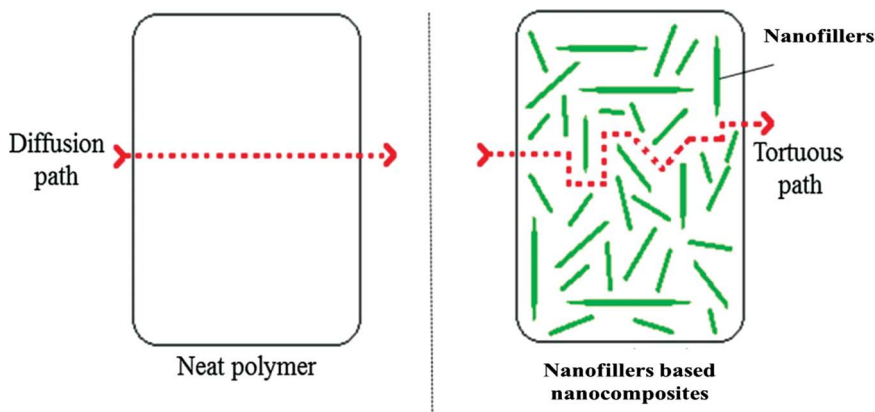 Diffusion
path
Neat polymer
Nanofillers
Tortuous
path
Nanofillers based
nanocomposites